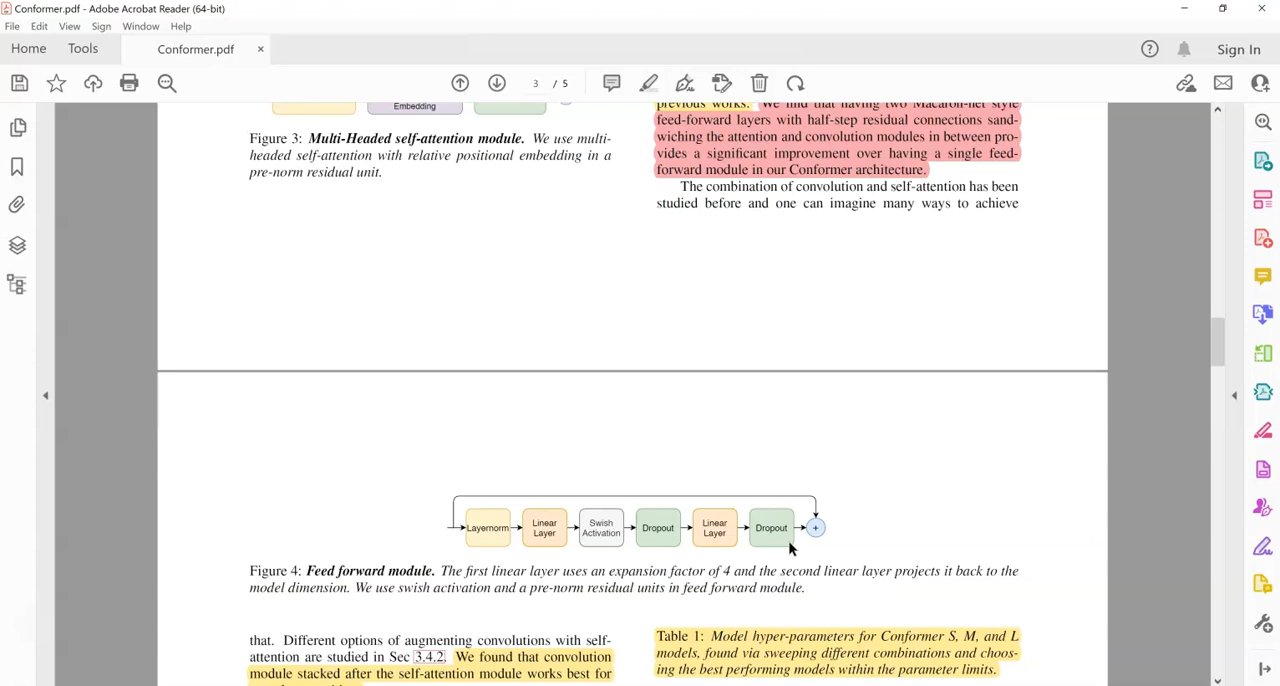 Conformer.pdf - Adobe Acrobat Reader (64-bit)
File Edit View Sign Window Help
Home Tools Conformer.pdf × Sign In
3 / 5
Embedding
Figure 3: Multi-Headed self-attention module. We use multi-
headed self-attention with relative positional embedding in a
pre-norm residual unit.
previous works. We find that having two Macaron-net style
feed-forward layers with half-step residual connections sand-
wiching the attention and convolution modules in between pro-
vides a significant improvement over having a single feed-
forward module in our Conformer architecture.
The combination of convolution and self-attention has been
studied before and one can imagine many ways to achieve
Layernorm Linear Layer Swish Activation Dropout Linear Layer Dropout +
Figure 4: Feed forward module. The first linear layer uses an expansion factor of 4 and the second linear layer projects it back to the
model dimension. We use swish activation and a pre-norm residual units in feed forward module.
that. Different options of augmenting convolutions with self-
attention are studied in Sec 3.4.2. We found that convolution
module stacked after the self-attention module works best for
Table 1: Model hyper-parameters for Conformer S, M, and L
models, found via sweeping different combinations and choos-
ing the best performing models within the parameter limits.